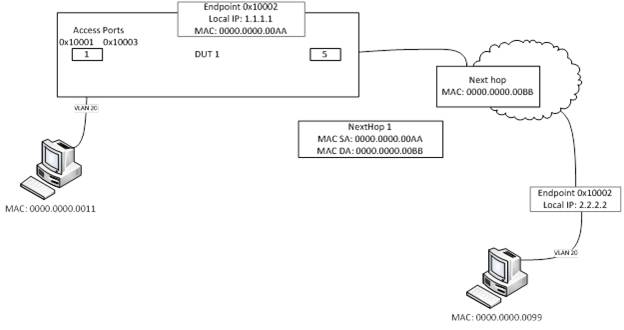 Endpoint 0x10002
Local IP: 1.1.1.1
MAC: 0000.0000.00AA
Access Ports
0x10001 0x10003
1
DUT 1
5
Next hop
MAC: 0000.0000.00BB
VLAN 20
NextHop 1
MAC SA: 0000.0000.00AA
MAC DA: 0000.0000.00BB
MAC: 0000.0000.0011
Endpoint 0x10002
Local IP: 2.2.2.2
VLAN 20
MAC: 0000.0000.0099